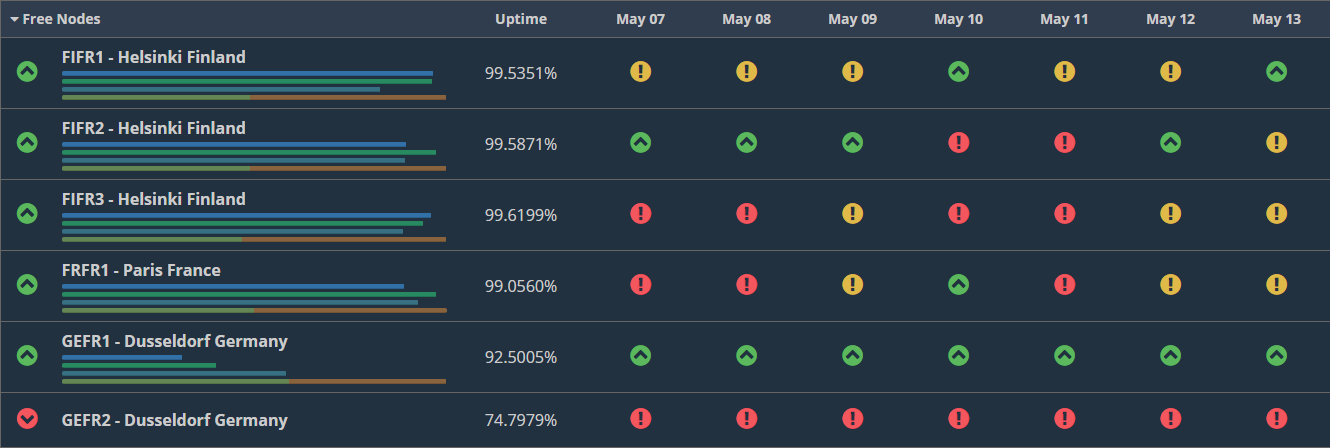 Free Nodes Uptime May 07 May 08 May 09 May 10 May 11 May 12 May 13
FIFR1 - Helsinki Finland 99.5351%
FIFR2 - Helsinki Finland 99.5871%
FIFR3 - Helsinki Finland 99.6199%
FRFR1 - Paris France 99.0560%
GEFR1 - Dusseldorf Germany 92.5005%
GEFR2 - Dusseldorf Germany 74.7979%